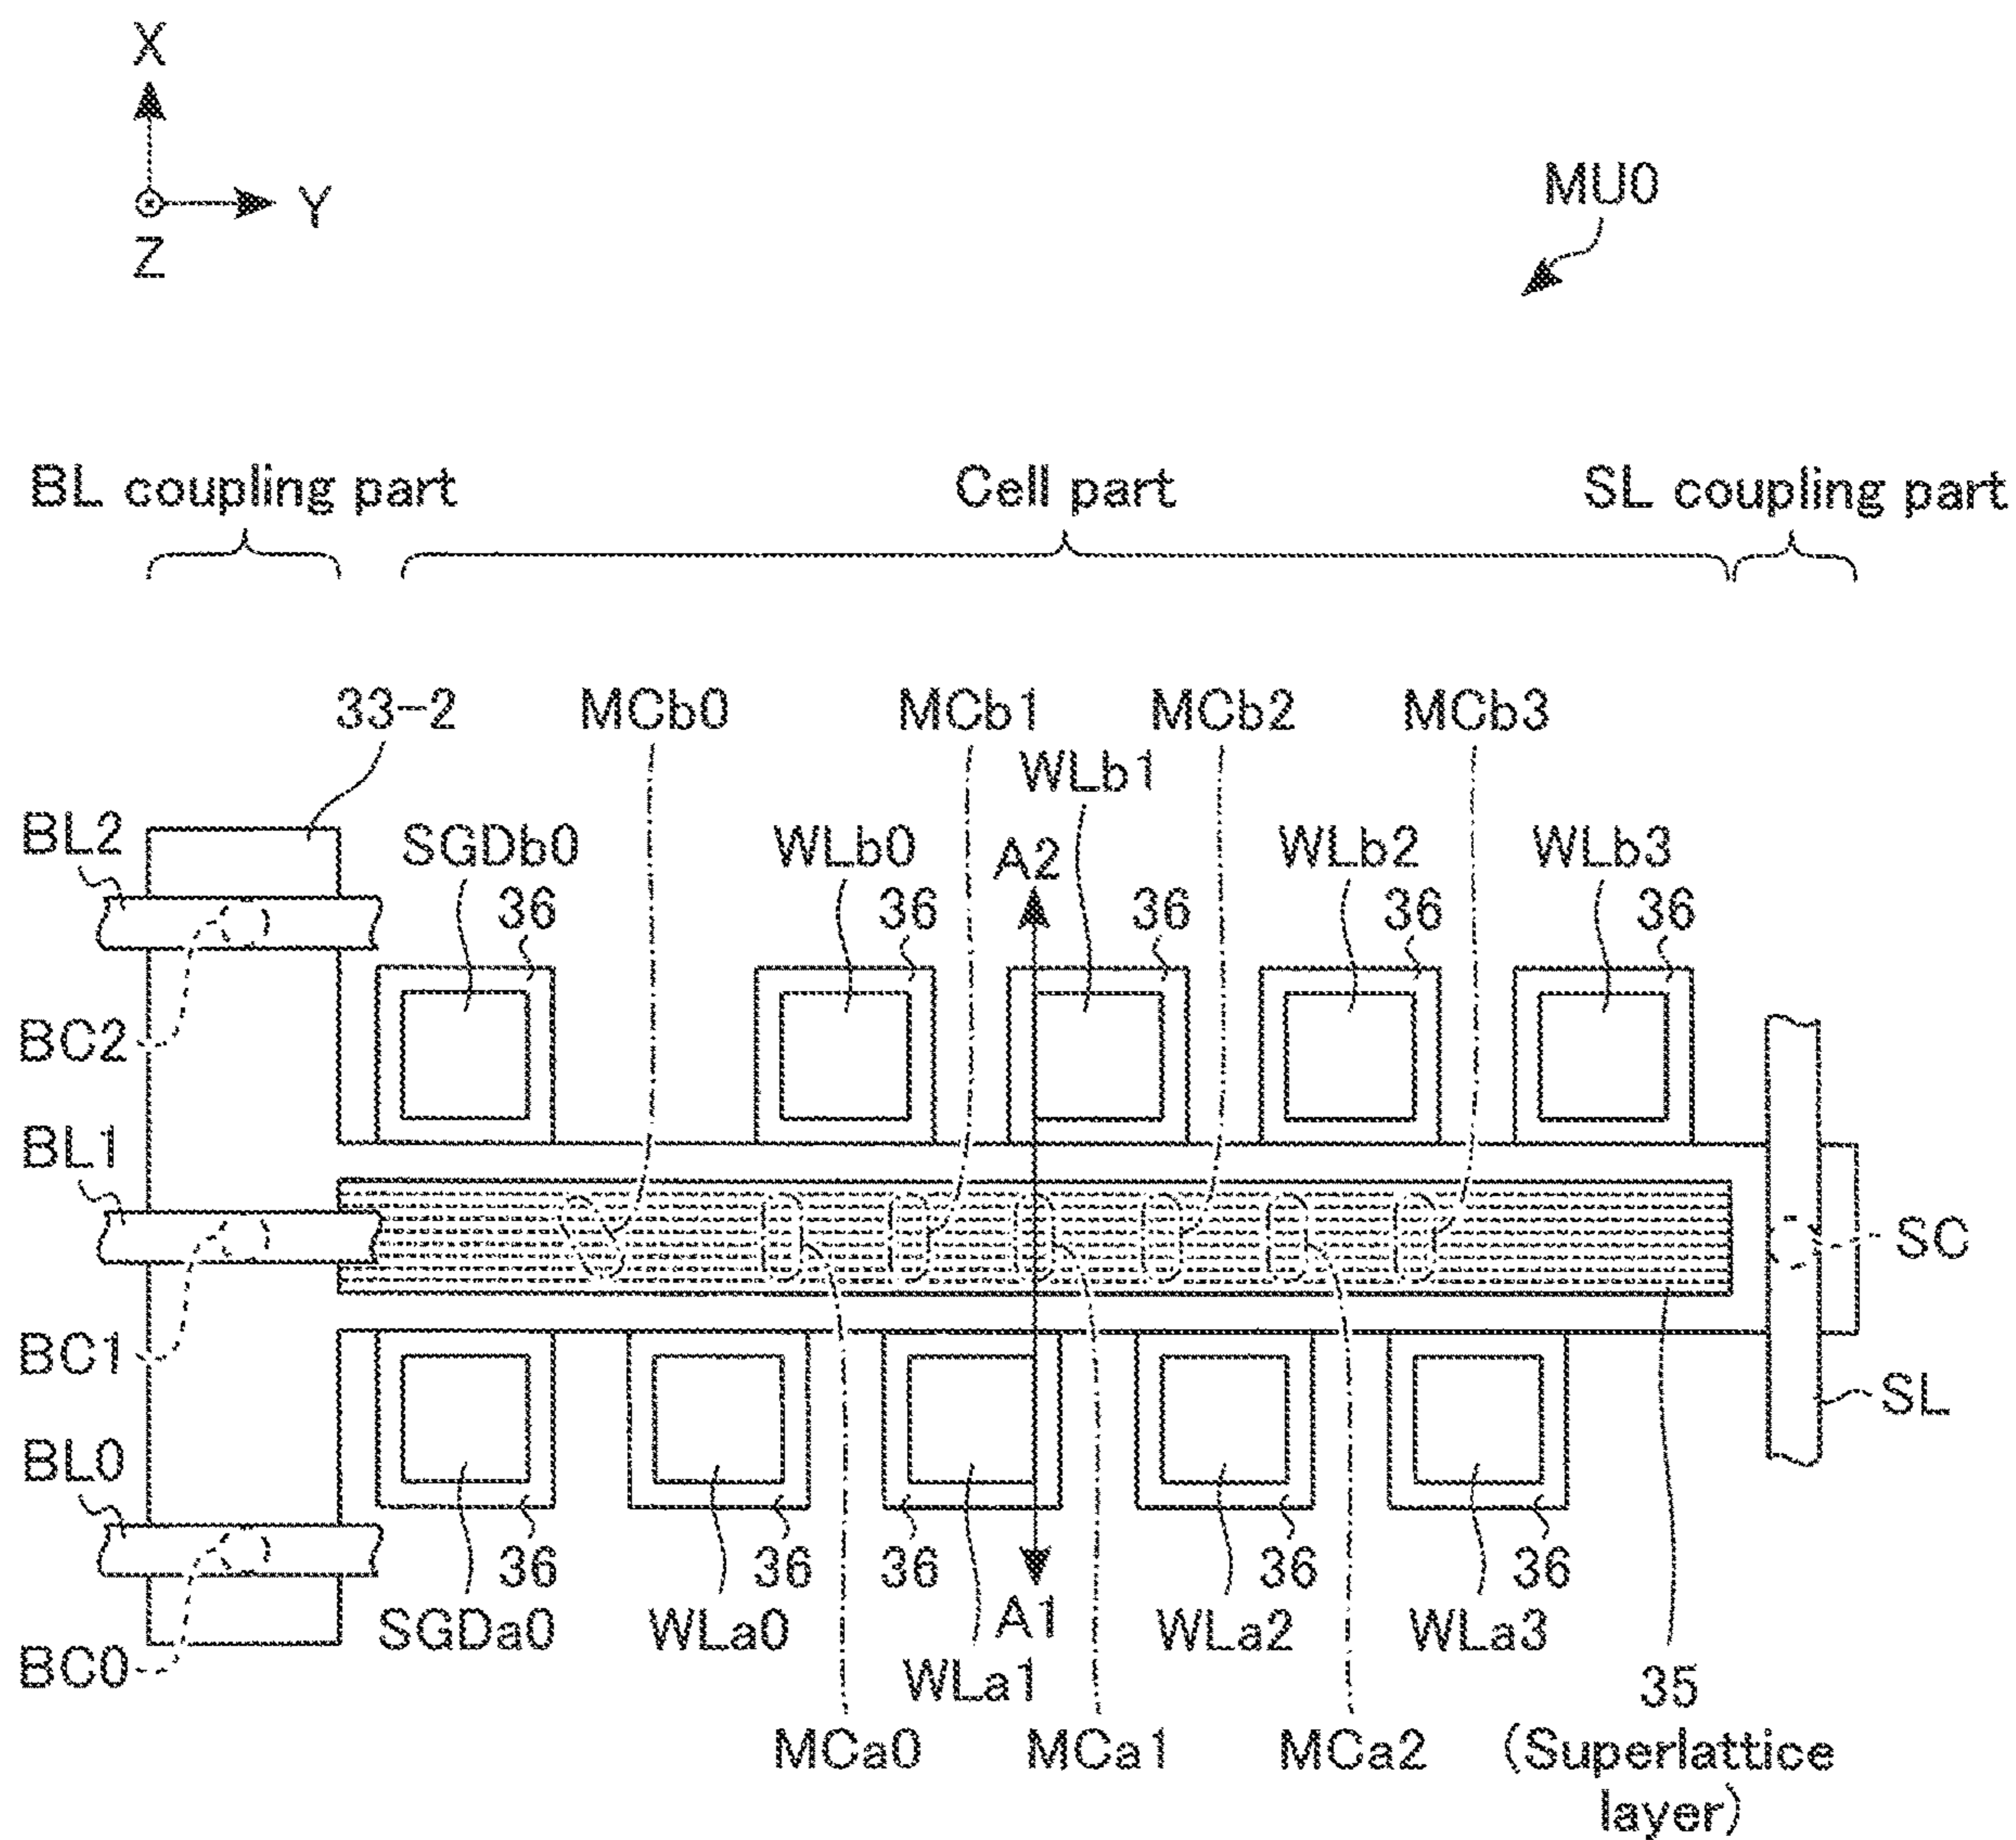 X
Y
Z
MU0
BL coupling part
Cell part
SL coupling part
33-2
MCb0
MCb1
MCb2
MCb3
WLb1
BL2
SGDb0
WLb0
A2
WLb2
WLb3
36
36
36
36
36
BC2
BL1
SC
BC1
SL
BL0
36
36
36
36
36
SGDa0
WLa0
A1
WLa2
WLa3
BC0
WLa1
35
MCa0
MCa1
MCa2
(Superlattice
layer)